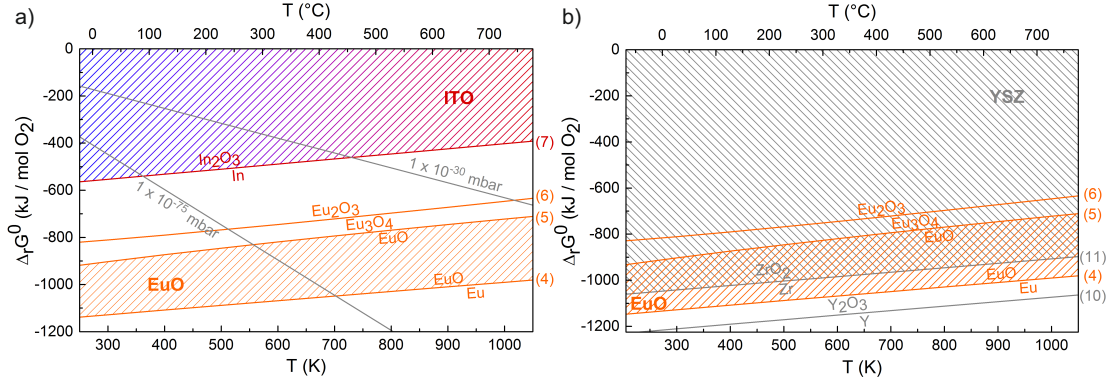 a)
T (°C)
0 100 200 300 400 500 600 700
0
-200
-400
-600
-800
-1000
-1200
ΔrG⁰ (kJ / mol O₂)
ITO
In₂O₃
In
(7)
1 x 10⁻³⁰ mbar
1 x 10⁻⁷⁵ mbar
(6)
Eu₂O₃
Eu₃O₄
(5)
EuO
EuO
EuO
(4)
Eu
300 400 500 600 700 800 900 1000
T (K)
b)
T (°C)
0 100 200 300 400 500 600 700
0
-200
-400
-600
-800
-1000
-1200
ΔrG⁰ (kJ / mol O₂)
YSZ
(6)
Eu₂O₃
Eu₃O₄
(5)
EuO
(11)
ZrO₂
Zr
EuO
(4)
Eu
EuO
(10)
Y₂O₃
Y
300 400 500 600 700 800 900 1000
T (K)